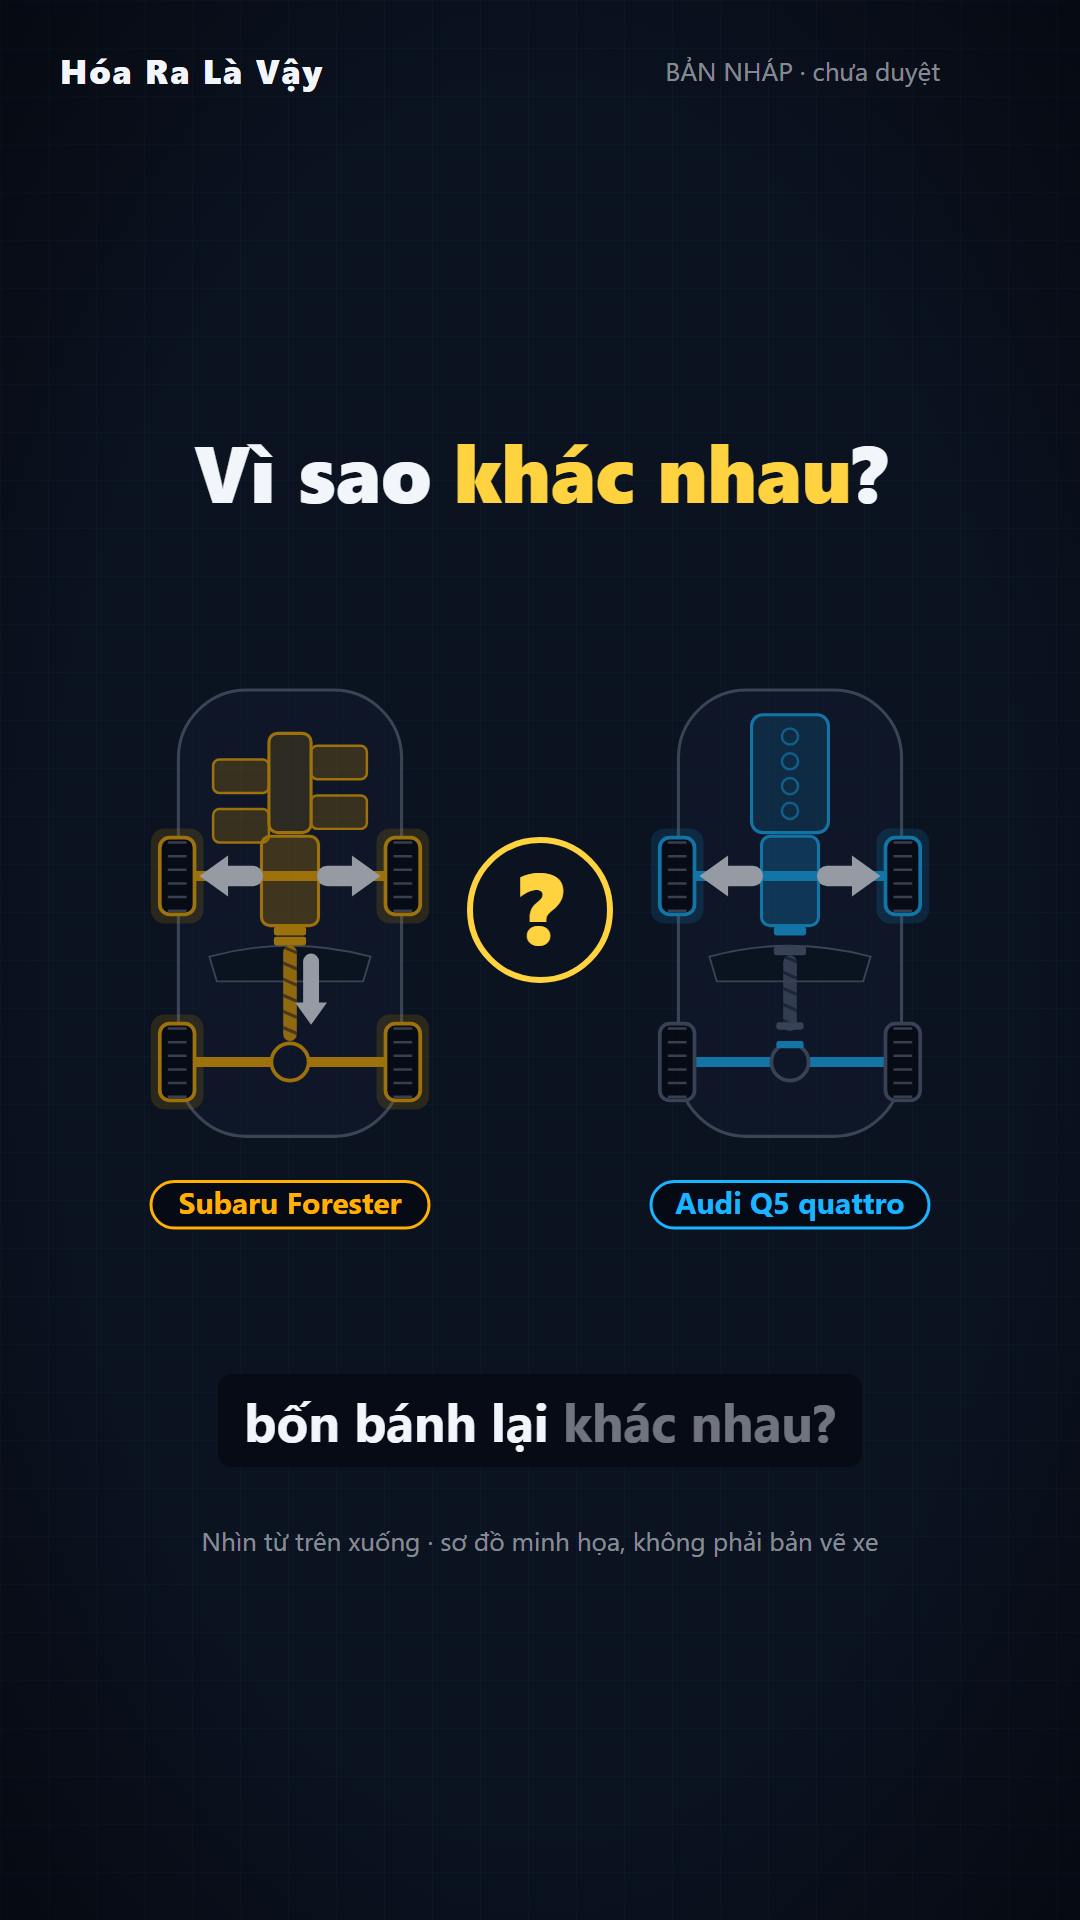 Hóa Ra Là Vậy
BẢN NHÁP · chưa duyệt
Vì sao khác nhau?
?
Subaru Forester
Audi Q5 quattro
bốn bánh lại khác nhau?
Nhìn từ trên xuống · sơ đồ minh họa, không phải bản vẽ xe